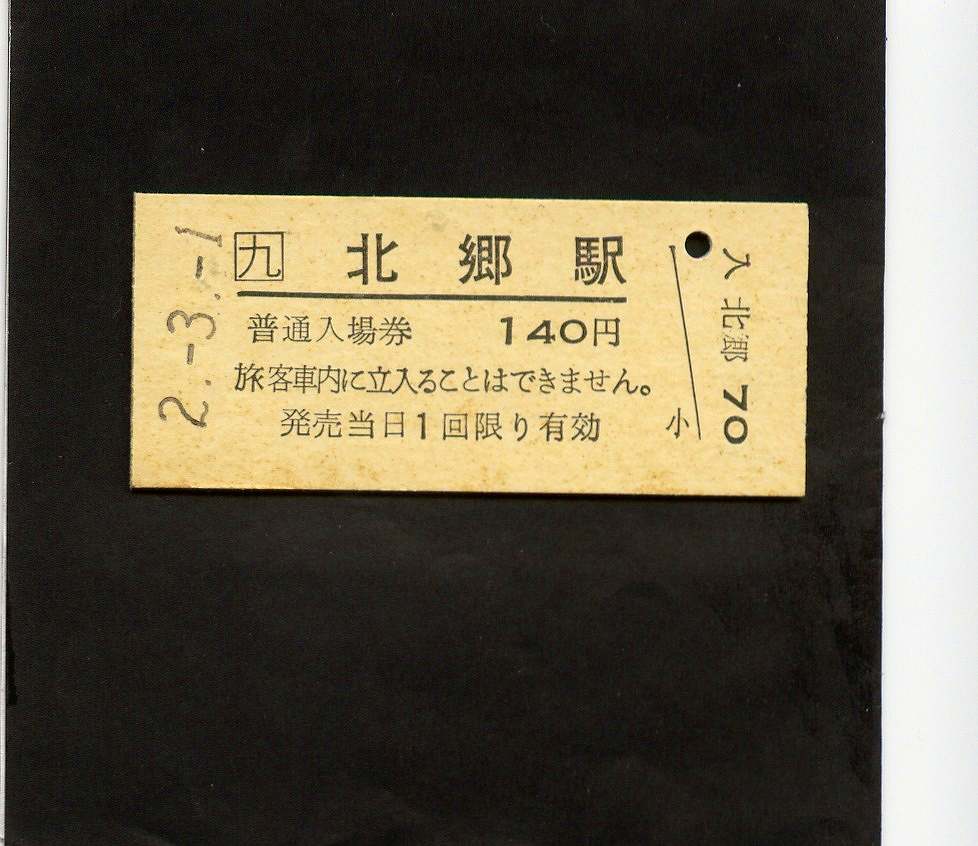 2.-3.-1
九 北郷駅
普通入場券 140円
旅客車内に立入ることはできません。
発売当日1回限り有効
小
入 北郷 70